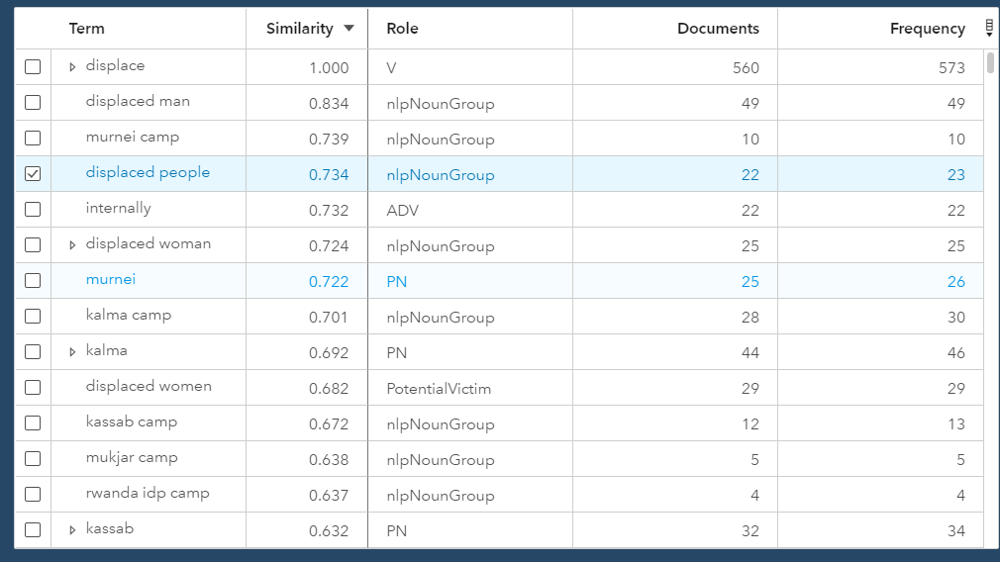 Term Similarity Role Documents Frequency
displace 1.000 V 560 573
displaced man 0.834 nlpNounGroup 49 49
murnei camp 0.739 nlpNounGroup 10 10
displaced people 0.734 nlpNounGroup 22 23
internally 0.732 ADV 22 22
displaced woman 0.724 nlpNounGroup 25 25
murnei 0.722 PN 25 26
kalma camp 0.701 nlpNounGroup 28 30
kalma 0.692 PN 44 46
displaced women 0.682 PotentialVictim 29 29
kassab camp 0.672 nlpNounGroup 12 13
mukjar camp 0.638 nlpNounGroup 5 5
rwanda idp camp 0.637 nlpNounGroup 4 4
kassab 0.632 PN 32 34